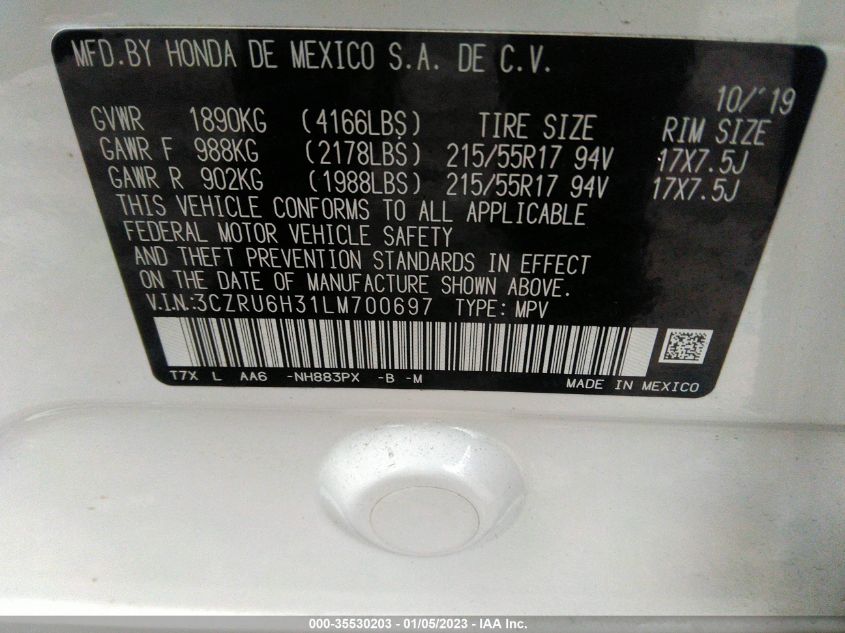 MFD.BY HONDA DE MEXICO S.A. DE C.V.
10/'19
GVWR 1890KG (4166LBS) TIRE SIZE RIM SIZE
GAWR F 988KG (2178LBS) 215/55R17 94V 17X7.5J
GAWR R 902KG (1988LBS) 215/55R17 94V 17X7.5J
THIS VEHICLE CONFORMS TO ALL APPLICABLE
FEDERAL MOTOR VEHICLE SAFETY
AND THEFT PREVENTION STANDARDS IN EFFECT
ON THE DATE OF MANUFACTURE SHOWN ABOVE.
V.I.N.:3CZRU6H31LM700697 TYPE: MPV
T7X L AA6 -NH883PX -B -M MADE IN MEXICO
000-35530203 - 01/05/2023 - IAA Inc.